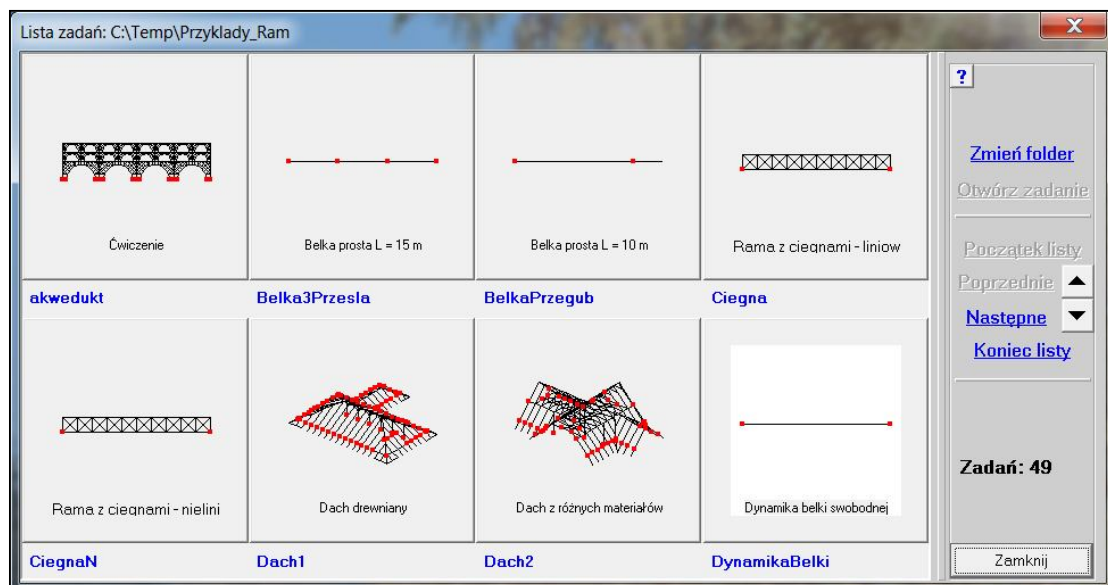 Lista zadań: C:\Temp\Przyklady_Ram
X
?
Ćwiczenie
Belka prosta L = 15 m
Belka prosta L = 10 m
Rama z ciegnami - liniow
akwedukt
Belka3Przesla
BelkaPrzegub
Ciegna
Rama z ciegnami - nielini
Dach drewniany
Dach z różnych materiałów
Dynamika belki swobodnej
CiegnaN
Dach1
Dach2
DynamikaBelki
Zmień folder
Otwórz zadanie
Początek listy
Poprzednie
Następne
Koniec listy
Zadań: 49
Zamknij